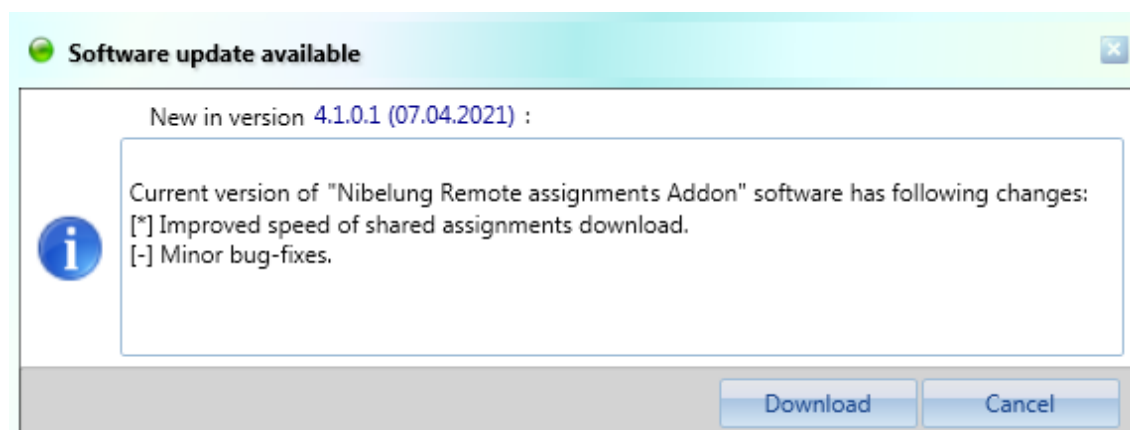 Software update available
New in version 4.1.0.1 (07.04.2021) :
Current version of "Nibelung Remote assignments Addon" software has following changes:
[*] Improved speed of shared assignments download.
[-] Minor bug-fixes.
Download Cancel